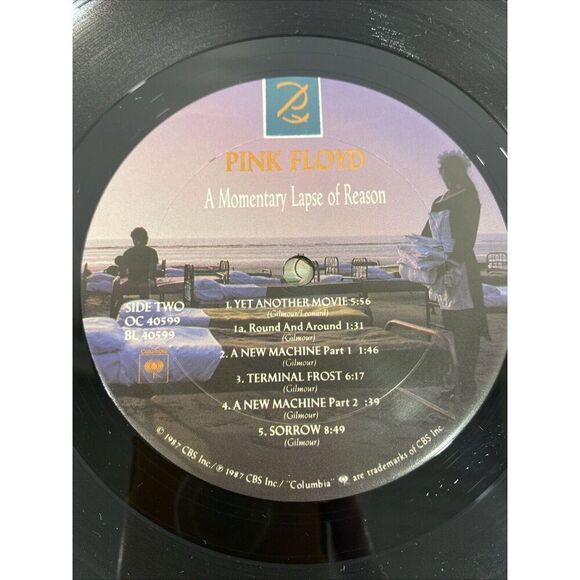 PINK FLOYD
A Momentary Lapse of Reason
SIDE TWO
OC 40599
BL 40599
Columbia
1. YET ANOTHER MOVIE 5:56
(Gilmour/Leonard)
1a. Round And Around 1:31
(Gilmour)
2. A NEW MACHINE Part 1 1:46
(Gilmour)
3. TERMINAL FROST 6:17
(Gilmour)
4. A NEW MACHINE Part 2 :39
(Gilmour)
5. SORROW 8:49
(Gilmour)
© 1987 CBS Inc./ ℗ 1987 CBS Inc./ "Columbia" are trademarks of CBS Inc.